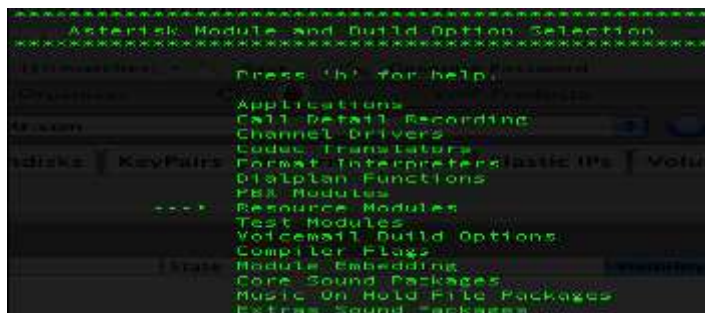 ********************************************
Asterisk Module and Build Option Selection
********************************************
Press 'h' for help.
Applications
Call Detail Recording
Channel Drivers
Codec Translators
Format Interpreters
Dialplan Functions
PBX Modules
---> Resource Modules
Test Modules
Voicemail Build Options
Compiler Flags
Module Embedding
Core Sound Packages
Music On Hold File Packages
Extras Sound Packages
KeyPairs
Elastic IPs
State